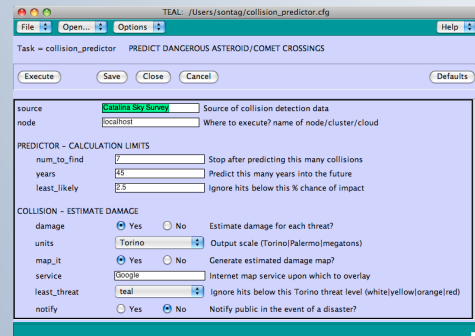 TEAL: /Users/sontag/collision_predictor.cfg
File Open... Options Help
Task = collision_predictor PREDICT DANGEROUS ASTEROID/COMET CROSSINGS
Execute Save Close Cancel Defaults
source Catalina Sky Survey Source of collision detection data
node localhost Where to execute? name of node/cluster/cloud
PREDICTOR - CALCULATION LIMITS
num_to_find 7 Stop after predicting this many collisions
years 45 Predict this many years into the future
least_likely 2.5 Ignore hits below this % chance of impact
COLLISION - ESTIMATE DAMAGE
damage Yes No Estimate damage for each threat?
units Torino Output scale (Torino|Palermo|megatons)
map_it Yes No Generate estimated damage map?
service Google Internet map service upon which to overlay
least_threat teal Ignore hits below this Torino threat level (white|yellow|orange|red)
notify Yes No Notify public in the event of a disaster?